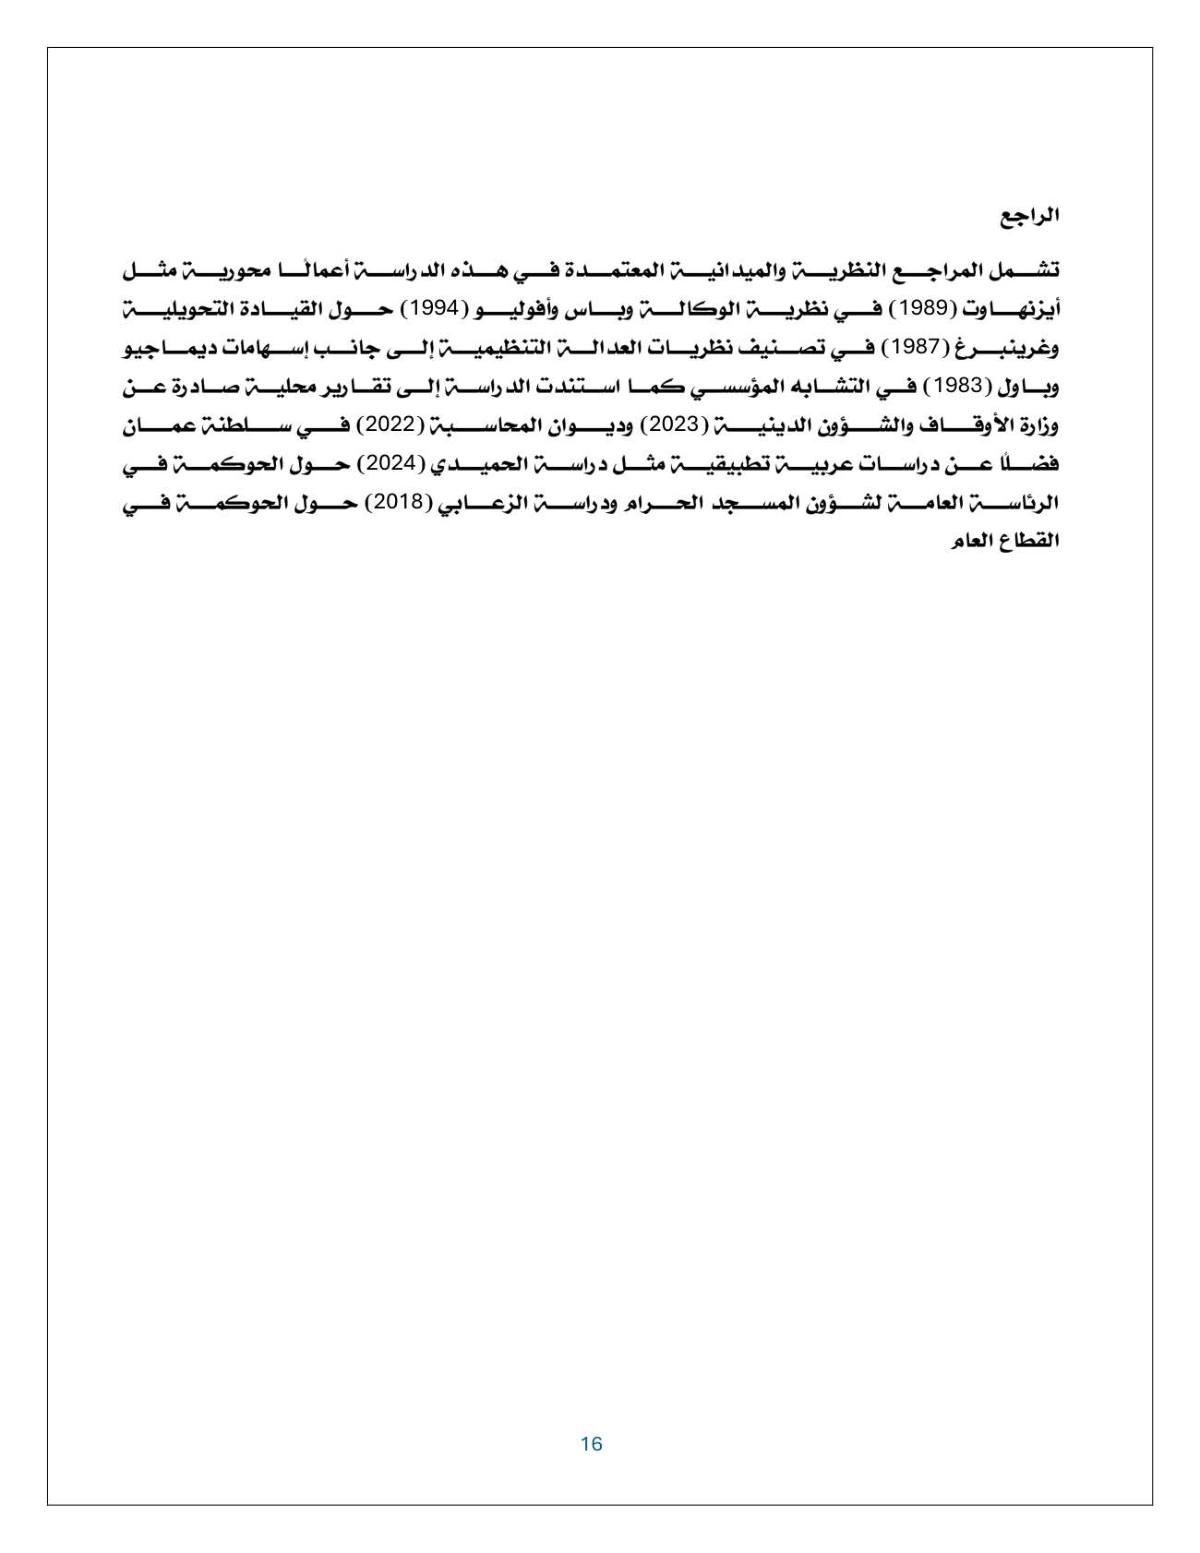 الراجع
تشمل المراجع النظرية والميدانية المعتمدة في هذه الدراسة أعمالًا محورية مثل
أيزنهاوت (1989) في نظرية الوكالة وباس وأفوليو (1994) حول القيادة التحويلية
وغرينبرغ (1987) في تصنيف نظريات العدالة التنظيمية إلى جانب إسهامات ديماجيو
وباول (1983) في التشابه المؤسسي كما استندت الدراسة إلى تقارير محلية صادرة عن
وزارة الأوقاف والشؤون الدينية (2023) وديوان المحاسبة (2022) في سلطنة عمان
فضلًا عن دراسات عربية تطبيقية مثل دراسة الحميدي (2024) حول الحوكمة في
الرئاسة العامة لشؤون المسجد الحرام ودراسة الزعابي (2018) حول الحوكمة في
القطاع العام
16